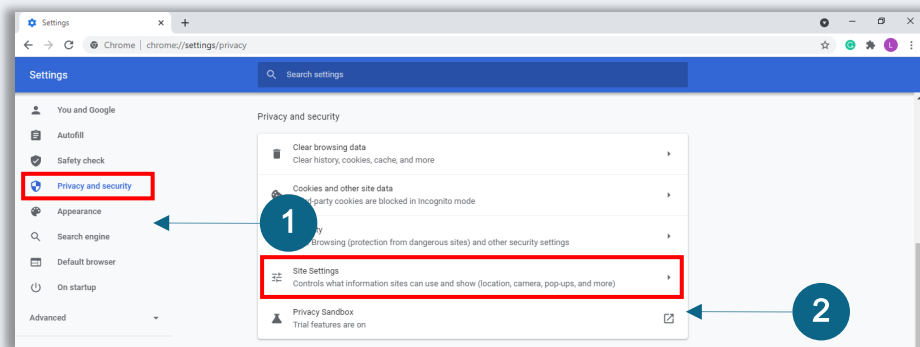 Settings
Chrome | chrome://settings/privacy
L
Settings
Search settings
You and Google
Autofill
Safety check
Privacy and security
Appearance
Search engine
Default browser
On startup
Advanced
Privacy and security
Clear browsing data
Clear history, cookies, cache, and more
Cookies and other site data
-party cookies are blocked in Incognito mode
Browsing (protection from dangerous sites) and other security settings
Site Settings
Controls what information sites can use and show (location, camera, pop-ups, and more)
Privacy Sandbox
Trial features are on
1
2